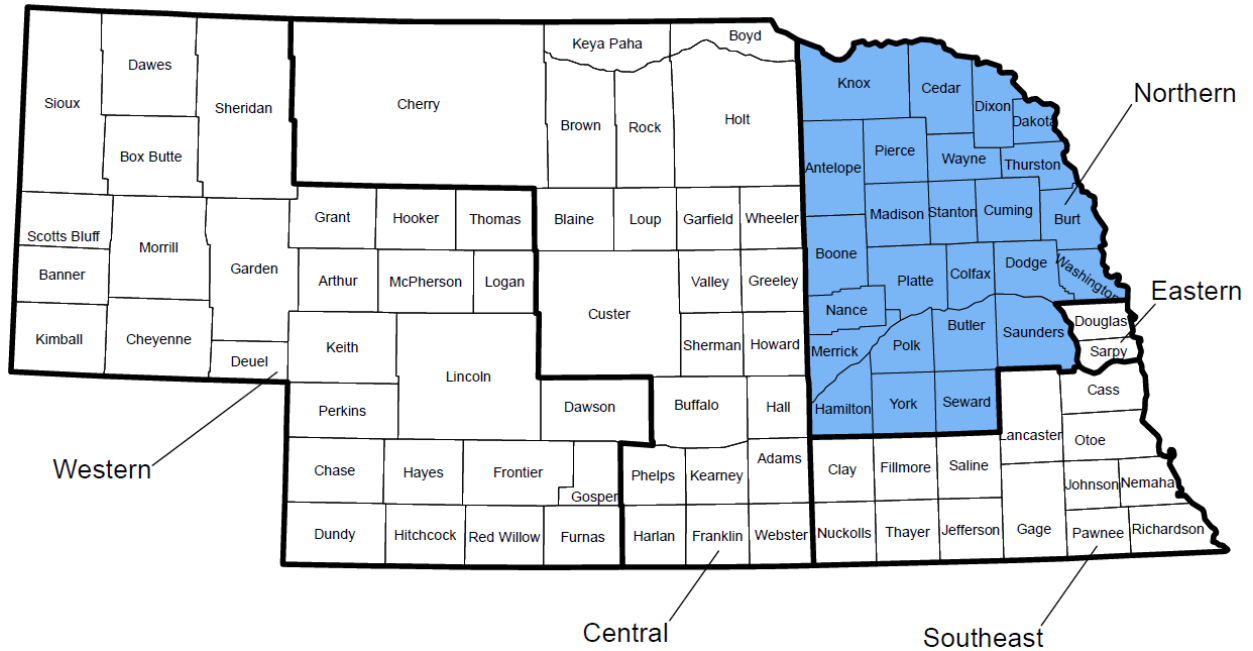 Keya Paha
Boyd
Dawes
Sioux
Sheridan
Cherry
Knox
Cedar
Dixon
Dakota
Northern
Brown
Rock
Holt
Box Butte
Antelope
Pierce
Wayne
Thurston
Grant
Hooker
Thomas
Blaine
Loup
Garfield
Wheeler
Madison
Stanton
Cuming
Burt
Scotts Bluff
Morrill
Garden
Boone
Banner
Arthur
McPherson
Logan
Valley
Greeley
Platte
Colfax
Dodge
Washington
Eastern
Custer
Nance
Kimball
Cheyenne
Deuel
Keith
Lincoln
Sherman
Howard
Merrick
Polk
Butler
Saunders
Douglas
Sarpy
Perkins
Dawson
Buffalo
Hall
Hamilton
York
Seward
Cass
Lancaster
Otoe
Western
Chase
Hayes
Frontier
Gosper
Phelps
Kearney
Adams
Clay
Fillmore
Saline
Johnson
Nemaha
Dundy
Hitchcock
Red Willow
Furnas
Harlan
Franklin
Webster
Nuckolls
Thayer
Jefferson
Gage
Pawnee
Richardson
Central
Southeast